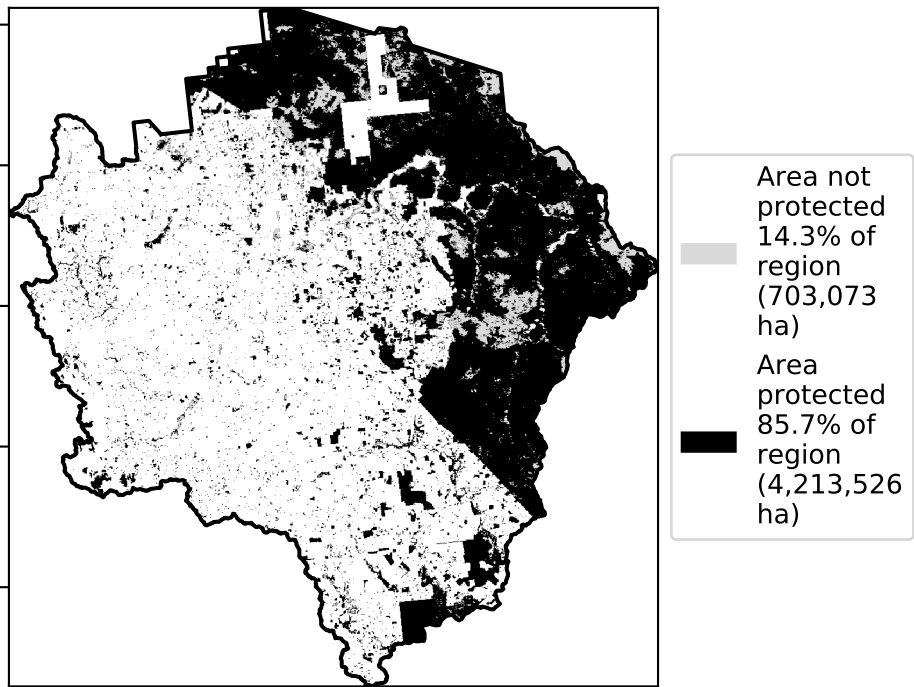 Area not
protected
14.3% of
region
(703,073
ha)
Area
protected
85.7% of
region
(4,213,526
ha)